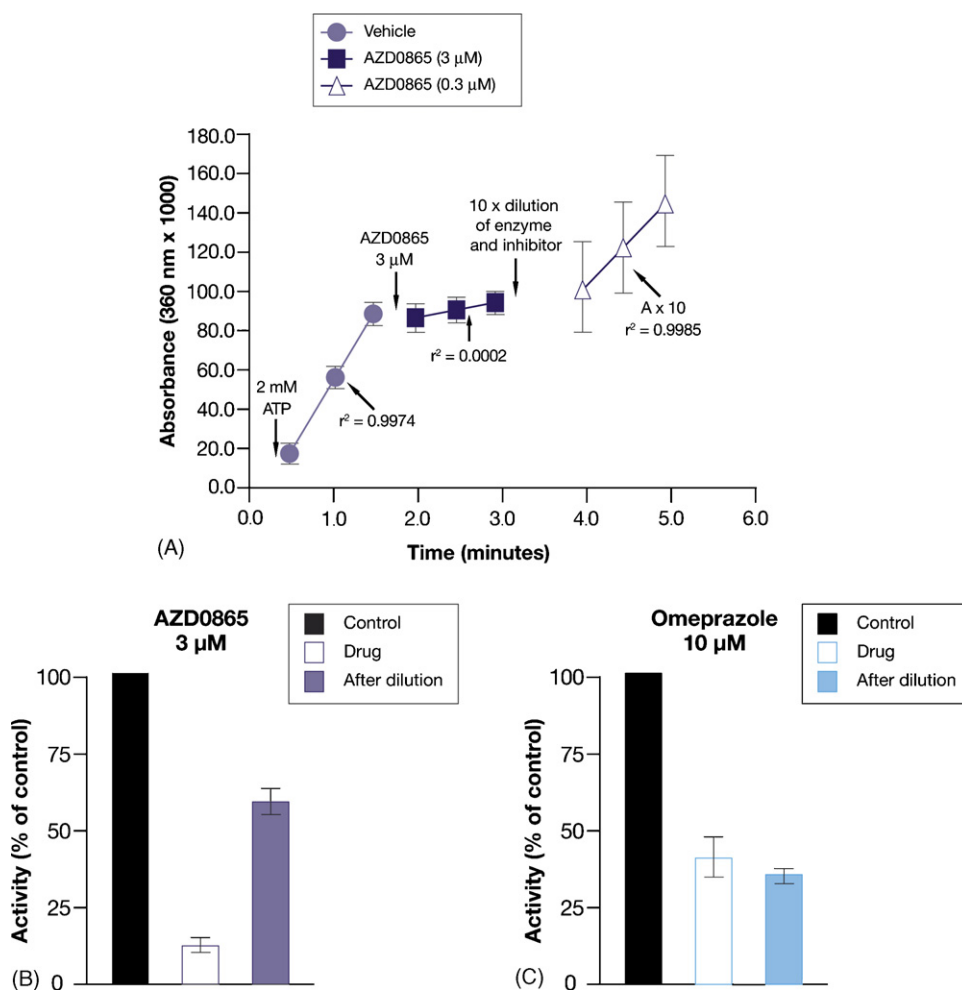 Vehicle
AZD0865 (3 μM)
AZD0865 (0.3 μM)
Absorbance (360 nm x 1000)
180.0
160.0
140.0
120.0
100.0
80.0
60.0
40.0
20.0
0.0
2 mM
ATP
r² = 0.9974
AZD0865
3 μM
r² = 0.0002
10 x dilution
of enzyme
and inhibitor
A x 10
r² = 0.9985
0.0 1.0 2.0 3.0 4.0 5.0 6.0
Time (minutes)
(A)
AZD0865
3 μM
Control
Drug
After dilution
Activity (% of control)
100
75
50
25
0
(B)
Omeprazole
10 μM
Control
Drug
After dilution
Activity (% of control)
100
75
50
25
0
(C)